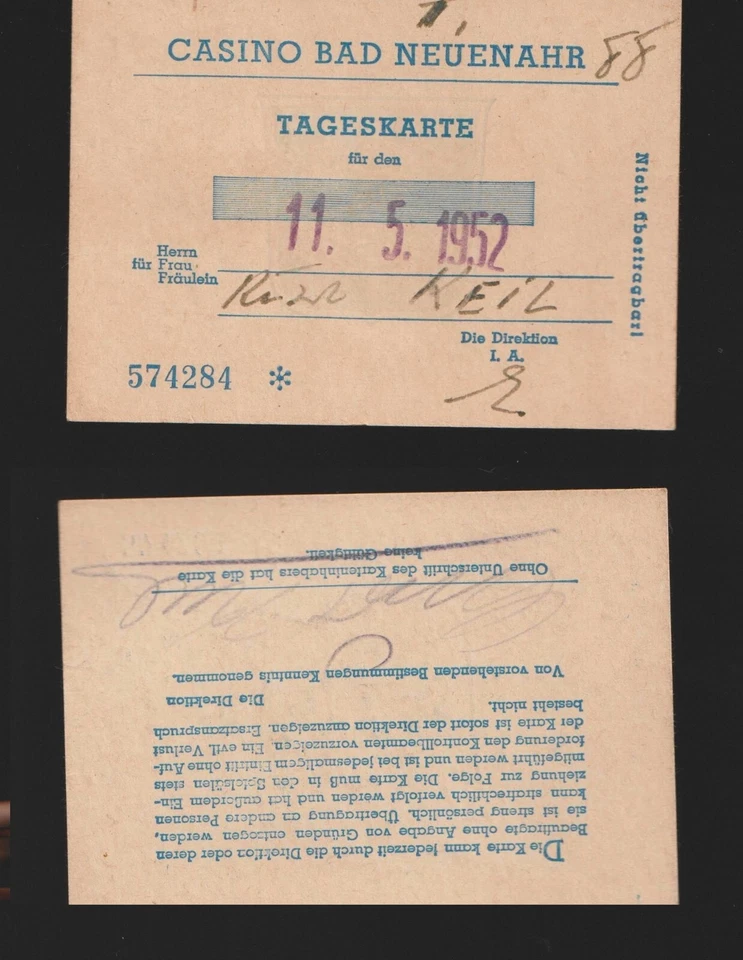 CASINO BAD NEUENAHR 88
TAGESKARTE
für den
11. 5. 1952
Herrn
für Frau
Fräulein
KEIL
Die Direktion
I. A.
574284 *
Nicht übertragbar!
Die Karte kann jederzeit durch die Direktion oder deren
Beauftragte ohne Angabe von Gründen entzogen werden,
sie ist streng persönlich. Übertragung an andere Personen
kann strafrechtlich verfolgt werden und hat außerdem Ein-
ziehung zur Folge. Die Karte muß in den Spielsälen stets
mitgeführt werden und ist bei jedesmaligem Eintritt ohne Auf-
forderung den Kontrollbeamten vorzuzeigen. Ein evtl. Verlust
der Karte ist sofort der Direktion anzuzeigen. Ersatzanspruch
besteht nicht.
Die Direktion
Von vorstehenden Bestimmungen Kenntnis genommen.
Ohne Unterschrift des Karteninhabers hat die Karte
keine Gültigkeit.